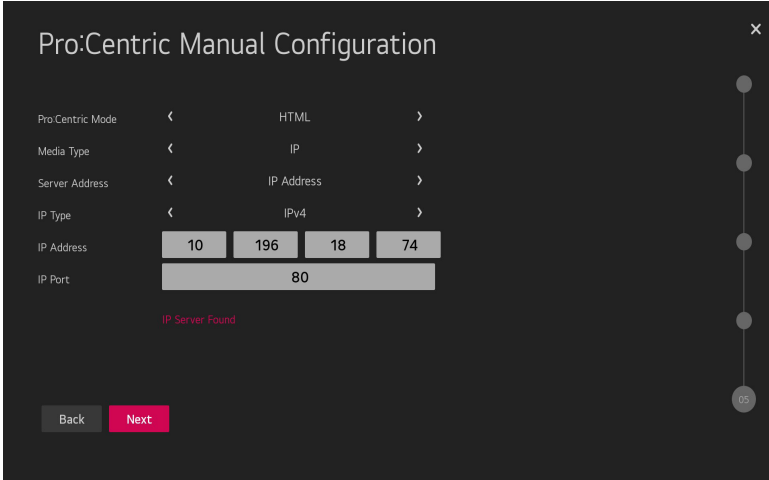 Pro:Centric Manual Configuration
×
Pro:Centric Mode ‹ HTML ›
Media Type ‹ IP ›
Server Address ‹ IP Address ›
IP Type ‹ IPv4 ›
IP Address 10 196 18 74
IP Port 80
IP Server Found
05
Back Next